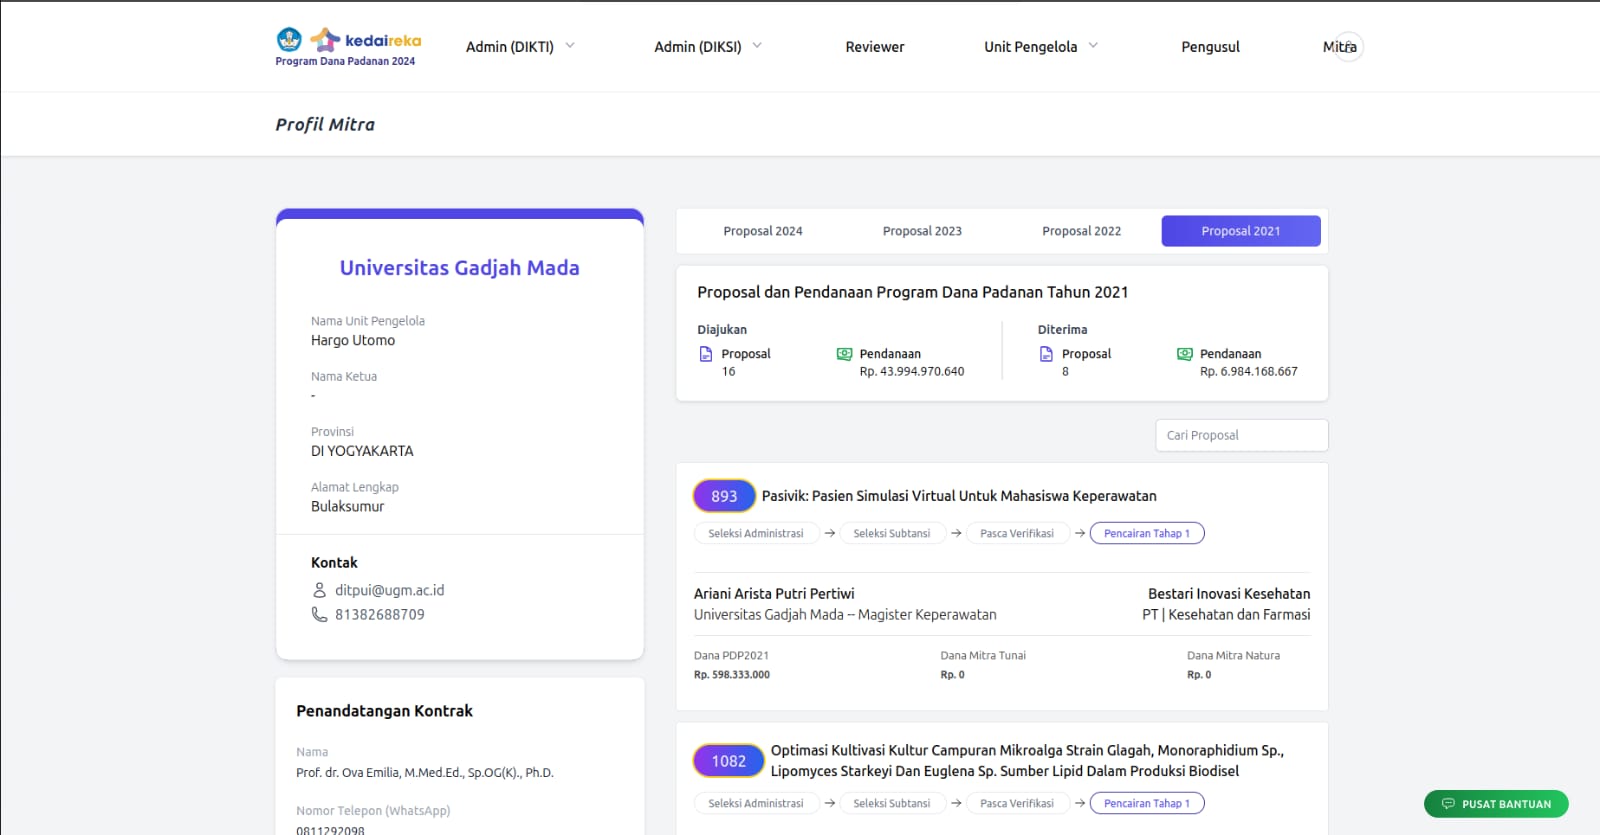 kedaireka
Program Dana Padanan 2024
Admin (DIKTI)
Admin (DIKSI)
Reviewer
Unit Pengelola
Pengusul
Mitra
Profil Mitra
Universitas Gadjah Mada
Nama Unit Pengelola
Hargo Utomo
Nama Ketua
-
Provinsi
DI YOGYAKARTA
Alamat Lengkap
Bulaksumur
Kontak
ditpui@ugm.ac.id
81382688709
Penandatangan Kontrak
Nama
Prof. dr. Ova Emilia, M.Med.Ed., Sp.OG(K)., Ph.D.
Nomor Telepon (WhatsApp)
0811292098
Proposal 2024
Proposal 2023
Proposal 2022
Proposal 2021
Proposal dan Pendanaan Program Dana Padanan Tahun 2021
Diajukan
Proposal
16
Pendanaan
Rp. 43.994.970.640
Diterima
Proposal
8
Pendanaan
Rp. 6.984.168.667
Cari Proposal
893 Pasivik: Pasien Simulasi Virtual Untuk Mahasiswa Keperawatan
Seleksi Administrasi → Seleksi Subtansi → Pasca Verifikasi → Pencairan Tahap 1
Ariani Arista Putri Pertiwi
Universitas Gadjah Mada -- Magister Keperawatan
Bestari Inovasi Kesehatan
PT | Kesehatan dan Farmasi
Dana PDP2021
Rp. 598.333.000
Dana Mitra Tunai
Rp. 0
Dana Mitra Natura
Rp. 0
1082
Optimasi Kultivasi Kultur Campuran Mikroalga Strain Glagah, Monoraphidium Sp.,
Lipomyces Starkeyi Dan Euglena Sp. Sumber Lipid Dalam Produksi Biodisel
Seleksi Administrasi → Seleksi Subtansi → Pasca Verifikasi → Pencairan Tahap 1
PUSAT BANTUAN